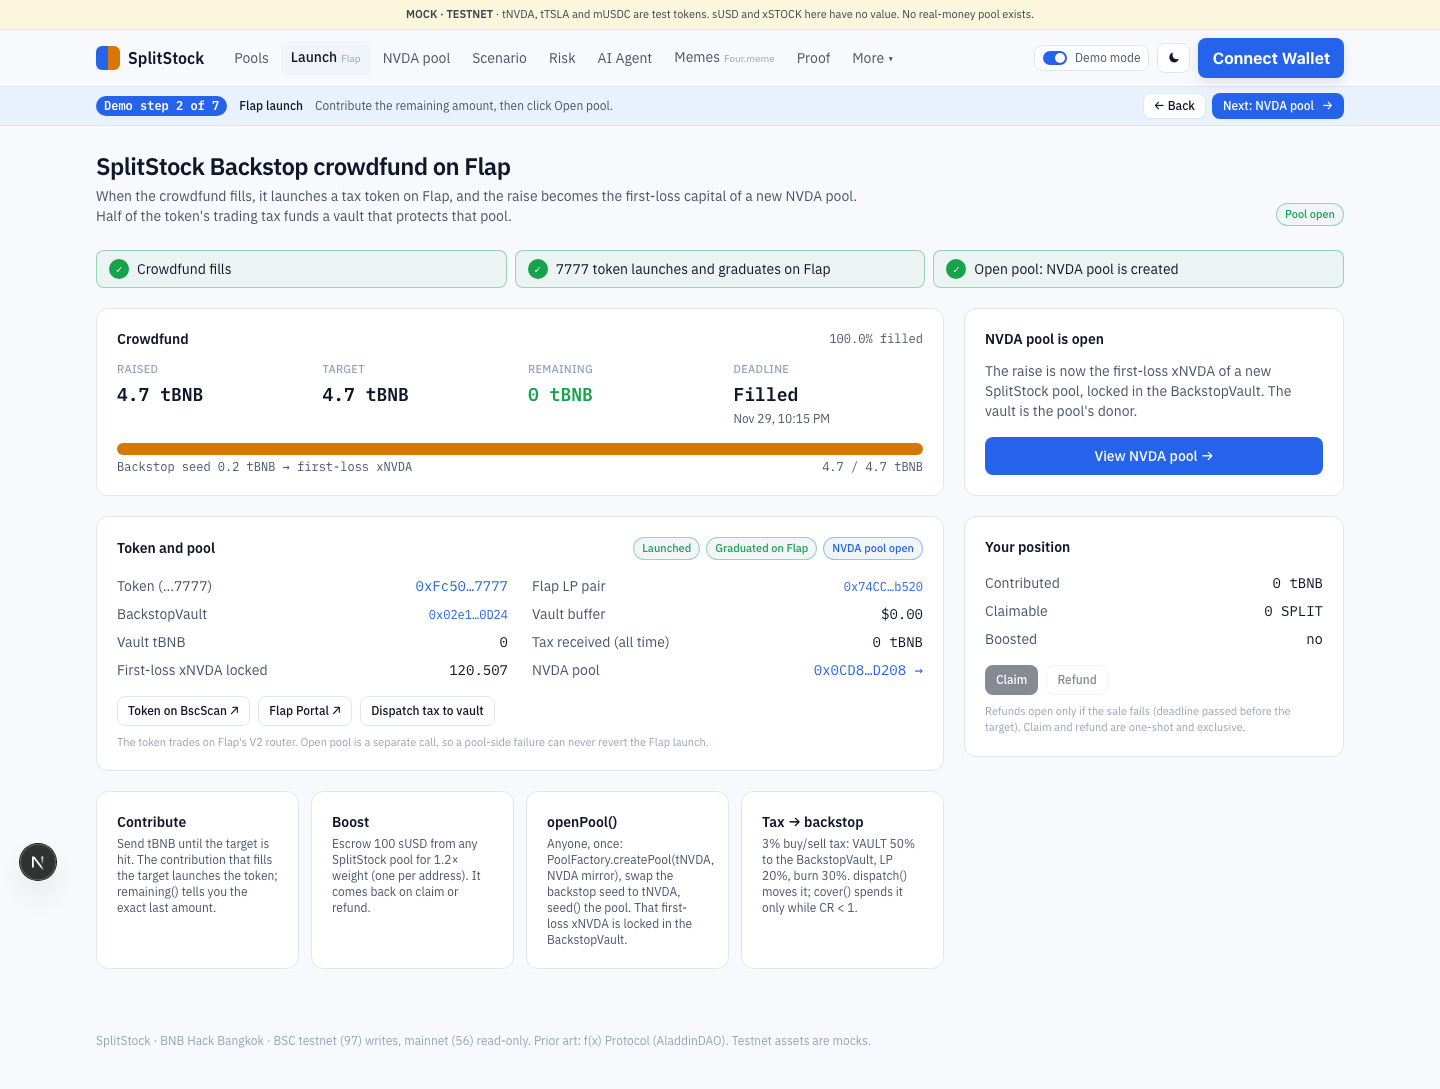 MOCK · TESTNET · tNVDA, tTSLA and mUSDC are test tokens. sUSD and xSTOCK here have no value. No real-money pool exists.
SplitStock Pools Launch Flap NVDA pool Scenario Risk AI Agent Memes Four.meme Proof More ▾ Demo mode Connect Wallet
Demo step 2 of 7 Flap launch Contribute the remaining amount, then click Open pool. ← Back Next: NVDA pool →
SplitStock Backstop crowdfund on Flap
When the crowdfund fills, it launches a tax token on Flap, and the raise becomes the first-loss capital of a new NVDA pool.
Half of the token's trading tax funds a vault that protects that pool.
Pool open
✓ Crowdfund fills
✓ 7777 token launches and graduates on Flap
✓ Open pool: NVDA pool is created
Crowdfund 100.0% filled
RAISED TARGET REMAINING DEADLINE
4.7 tBNB 4.7 tBNB 0 tBNB Filled
Nov 29, 10:15 PM
Backstop seed 0.2 tBNB → first-loss xNVDA 4.7 / 4.7 tBNB
NVDA pool is open
The raise is now the first-loss xNVDA of a new
SplitStock pool, locked in the BackstopVault. The
vault is the pool's donor.
View NVDA pool →
Token and pool Launched Graduated on Flap NVDA pool open
Token (…7777) 0xFc50…7777 Flap LP pair 0x74CC…b520
BackstopVault 0x02e1…0D24 Vault buffer $0.00
Vault tBNB 0 Tax received (all time) 0 tBNB
First-loss xNVDA locked 120.507 NVDA pool 0x0CD8…D208 →
Token on BscScan ↗ Flap Portal ↗ Dispatch tax to vault
The token trades on Flap's V2 router. Open pool is a separate call, so a pool-side failure can never revert the Flap launch.
Your position
Contributed 0 tBNB
Claimable 0 SPLIT
Boosted no
Claim Refund
Refunds open only if the sale fails (deadline passed before the
target). Claim and refund are one-shot and exclusive.
Contribute
Send tBNB until the target is
hit. The contribution that fills
the target launches the token;
remaining() tells you the
exact last amount.
Boost
Escrow 100 sUSD from any
SplitStock pool for 1.2×
weight (one per address). It
comes back on claim or
refund.
openPool()
Anyone, once:
PoolFactory.createPool(tNVDA,
NVDA mirror), swap the
backstop seed to tNVDA,
seed() the pool. That first-
loss xNVDA is locked in the
BackstopVault.
Tax → backstop
3% buy/sell tax: VAULT 50%
to the BackstopVault, LP
20%, burn 30%. dispatch()
moves it; cover() spends it
only while CR < 1.
N
SplitStock · BNB Hack Bangkok · BSC testnet (97) writes, mainnet (56) read-only. Prior art: f(x) Protocol (AladdinDAO). Testnet assets are mocks.